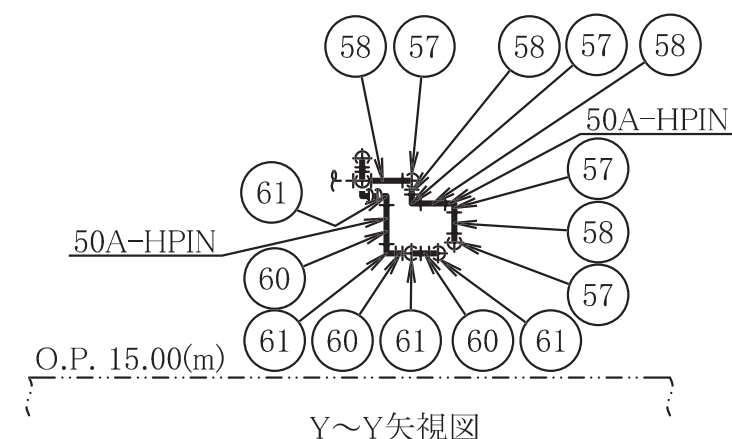 58 57 58 57 58
50A-HPIN
57
61
58
50A-HPIN
60
57
61 60 61 60 61
O.P. 15.00(m)
Y～Y矢視図